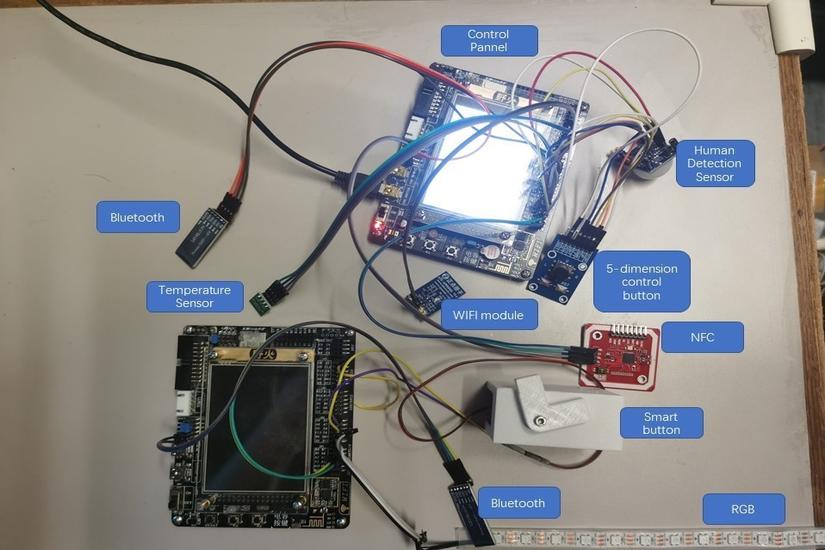 Control
Pannel
Human
Detection
Sensor
Bluetooth
5-dimension
control
button
Temperature
Sensor
WIFI module
NFC
Smart
button
Bluetooth
RGB